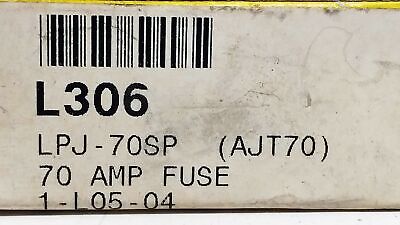 L306
LPJ-70SP (AJT70)
70 AMP FUSE
1-L05-04